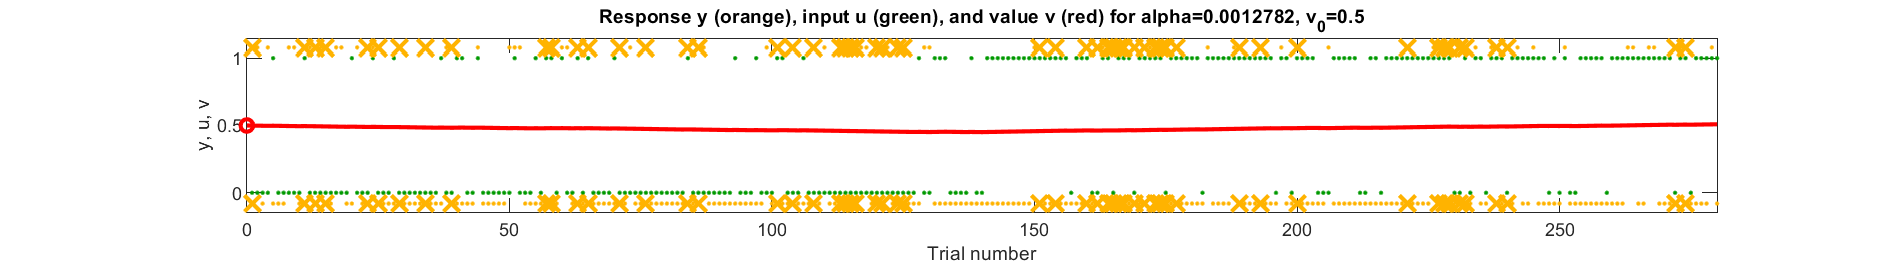 Response y (orange), input u (green), and value v (red) for alpha=0.0012782, v₀=0.5
y, u, v
1
0.5
0
0 50 100 150 200 250
Trial number